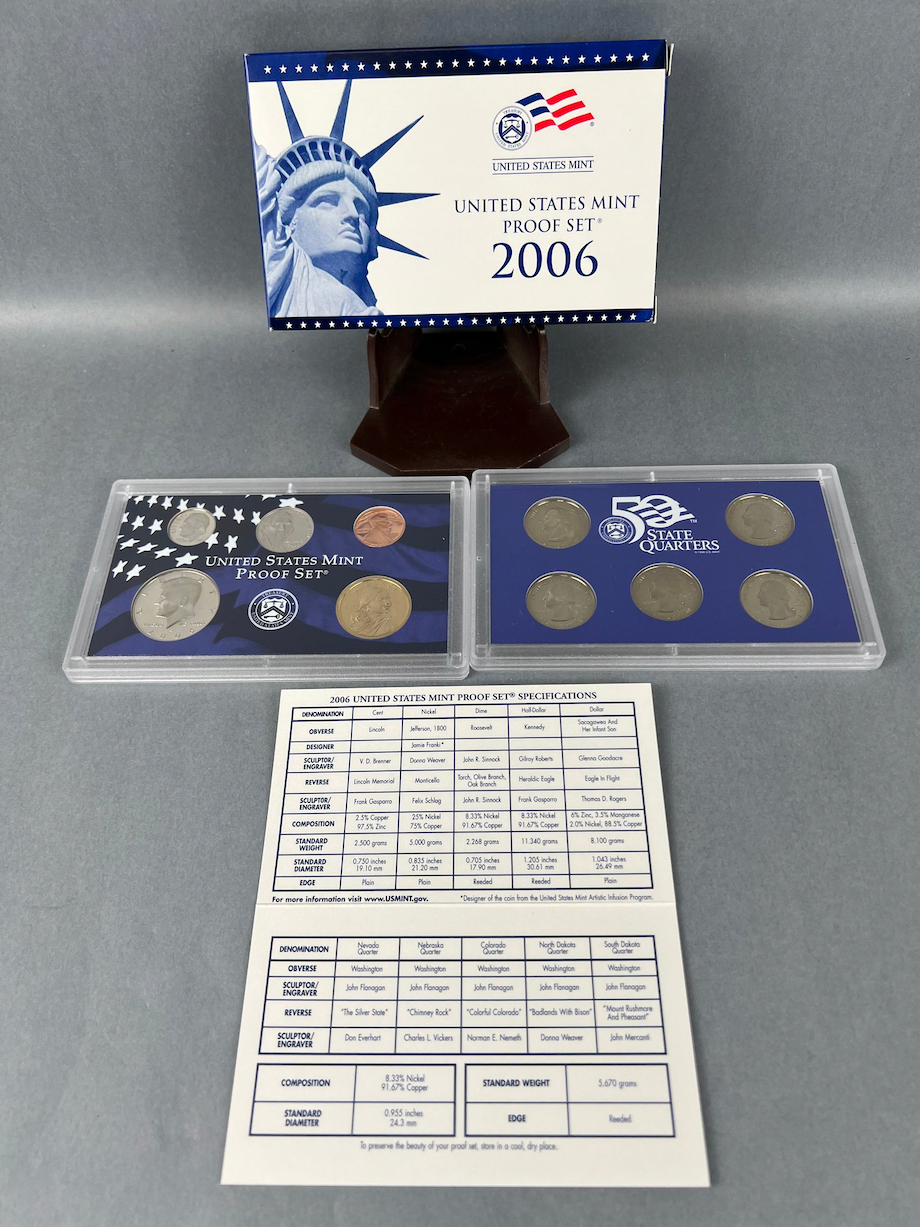 UNITED STATES MINT
UNITED STATES MINT
PROOF SET®
2006
UNITED STATES MINT
PROOF SET®
2006
50
TM
STATE
QUARTERS
2006 UNITED STATES MINT PROOF SET® SPECIFICATIONS
DENOMINATION Cent Nickel Dime Half-Dollar Dollar
OBVERSE Lincoln Jefferson, 1800 Roosevelt Kennedy Sacagawea And
Her Infant Son
DESIGNER Jamie Franki*
SCULPTOR/
ENGRAVER V. D. Brenner Donna Weaver John R. Sinnock Gilroy Roberts Glenna Goodacre
REVERSE Lincoln Memorial Monticello Torch, Olive Branch,
Oak Branch Heraldic Eagle Eagle In Flight
SCULPTOR/
ENGRAVER Frank Gasparro Felix Schlag John R. Sinnock Frank Gasparro Thomas D. Rogers
COMPOSITION 2.5% Copper 25% Nickel 8.33% Nickel 8.33% Nickel 6% Zinc, 3.5% Manganese
97.5% Zinc 75% Copper 91.67% Copper 91.67% Copper 2.0% Nickel, 88.5% Copper
STANDARD
WEIGHT 2.500 grams 5.000 grams 2.268 grams 11.340 grams 8.100 grams
STANDARD 0.750 inches 0.835 inches 0.705 inches 1.205 inches 1.043 inches
DIAMETER 19.10 mm 21.20 mm 17.90 mm 30.61 mm 26.49 mm
EDGE Plain Plain Reeded Reeded Plain
For more information visit www.USMINT.gov. *Designer of the coin from the United States Mint Artistic Infusion Program.
DENOMINATION Nevada Nebraska Colorado North Dakota South Dakota
Quarter Quarter Quarter Quarter Quarter
OBVERSE Washington Washington Washington Washington Washington
SCULPTOR/
ENGRAVER John Flanagan John Flanagan John Flanagan John Flanagan John Flanagan
REVERSE "The Silver State" "Chimney Rock" "Colorful Colorado" "Badlands With Bison" "Mount Rushmore
And Pheasant"
SCULPTOR/
ENGRAVER Don Everhart Charles L. Vickers Norman E. Nemeth Donna Weaver John Mercanti
COMPOSITION 8.33% Nickel
91.67% Copper
STANDARD WEIGHT 5.670 grams
STANDARD
DIAMETER 0.955 inches
24.3 mm
EDGE Reeded
To preserve the beauty of your proof set, store in a cool, dry place.